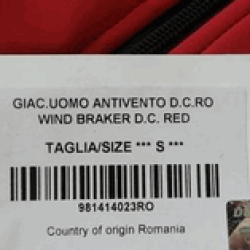 GIAC.UOMO ANTIVENTO D.C.RO
WIND BRAKER D.C. RED
TAGLIA/SIZE *** S ***
981414023RO
Country of origin Romania